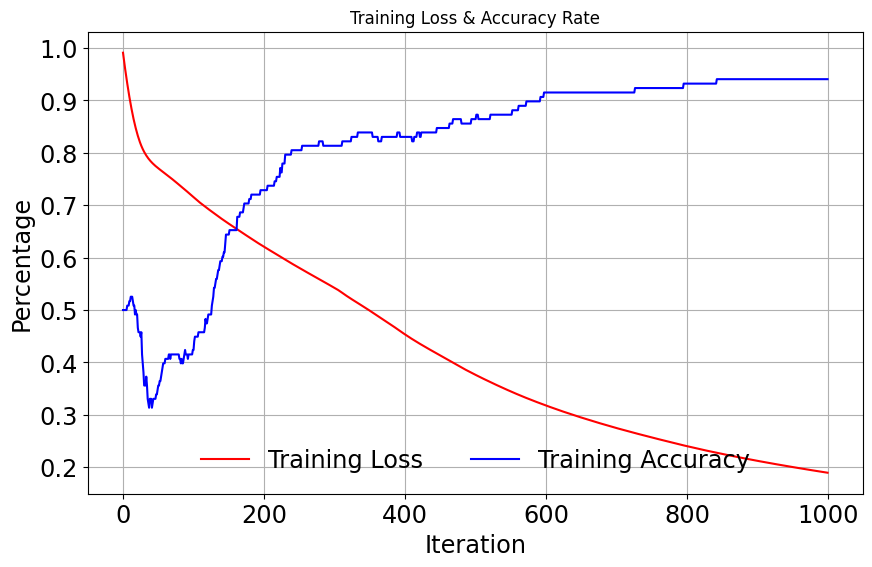 Training Loss & Accuracy Rate
1.0
0.9
0.8
0.7
0.6
0.5
0.4
0.3
0.2
Percentage
Training Loss
Training Accuracy
0 200 400 600 800 1000
Iteration